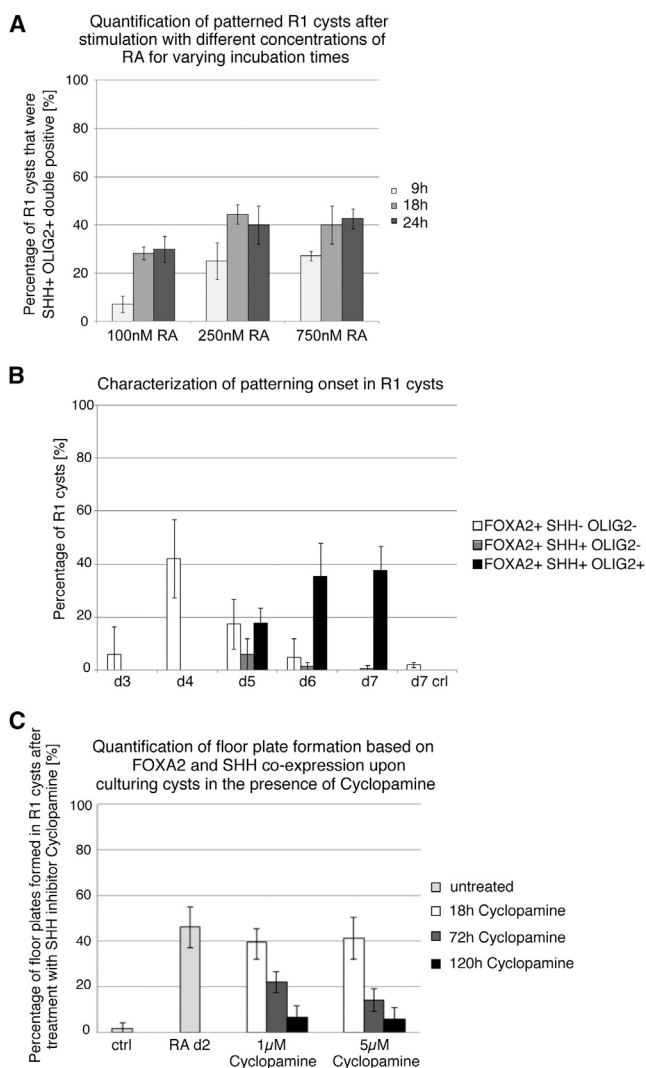 A
Quantification of patterned R1 cysts after
stimulation with different concentrations of
RA for varying incubation times
Percentage of R1 cysts that were
SHH+ OLIG2+ double positive [%]
100
80
60
40
20
0
100nM RA
250nM RA
750nM RA
9h
18h
24h
B
Characterization of patterning onset in R1 cysts
Percentage of R1 cysts [%]
100
80
60
40
20
0
d3
d4
d5
d6
d7
d7 crl
FOXA2+ SHH- OLIG2-
FOXA2+ SHH+ OLIG2-
FOXA2+ SHH+ OLIG2+
C
Quantification of floor plate formation based on
FOXA2 and SHH co-expression upon
culturing cysts in the presence of Cyclopamine
Percentage of floor plates formed in R1 cysts after
treatment with SHH inhibitor Cyclopamine [%]
100
80
60
40
20
0
ctrl
RA d2
1µM
Cyclopamine
5µM
Cyclopamine
untreated
18h Cyclopamine
72h Cyclopamine
120h Cyclopamine